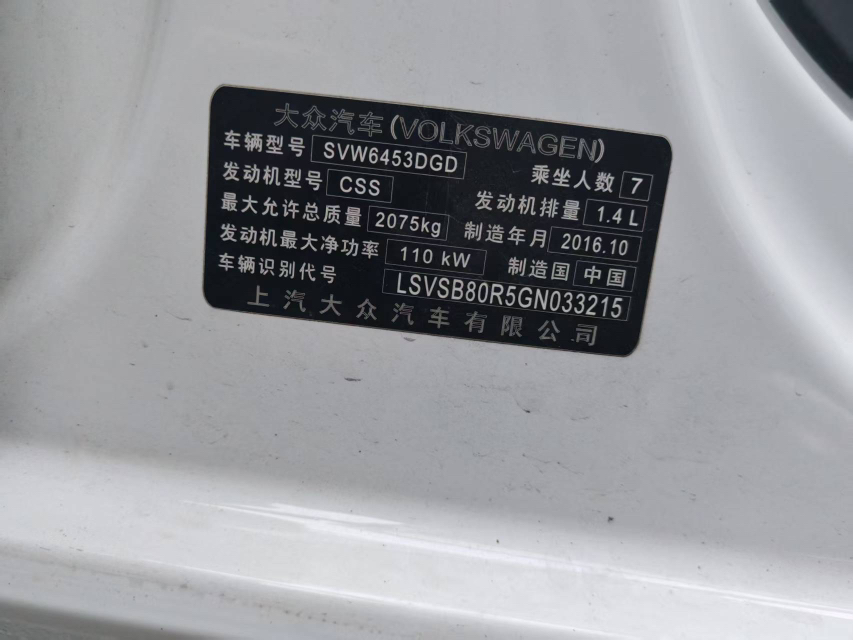 大众汽车(VOLKSWAGEN)
车辆型号 SVW6453DGD 乘坐人数 7
发动机型号 CSS 发动机排量 1.4 L
最大允许总质量 2075kg 制造年月 2016.10
发动机最大净功率 110 kW 制造国 中国
车辆识别代号 LSVSB80R5GN033215
上汽大众汽车有限公司